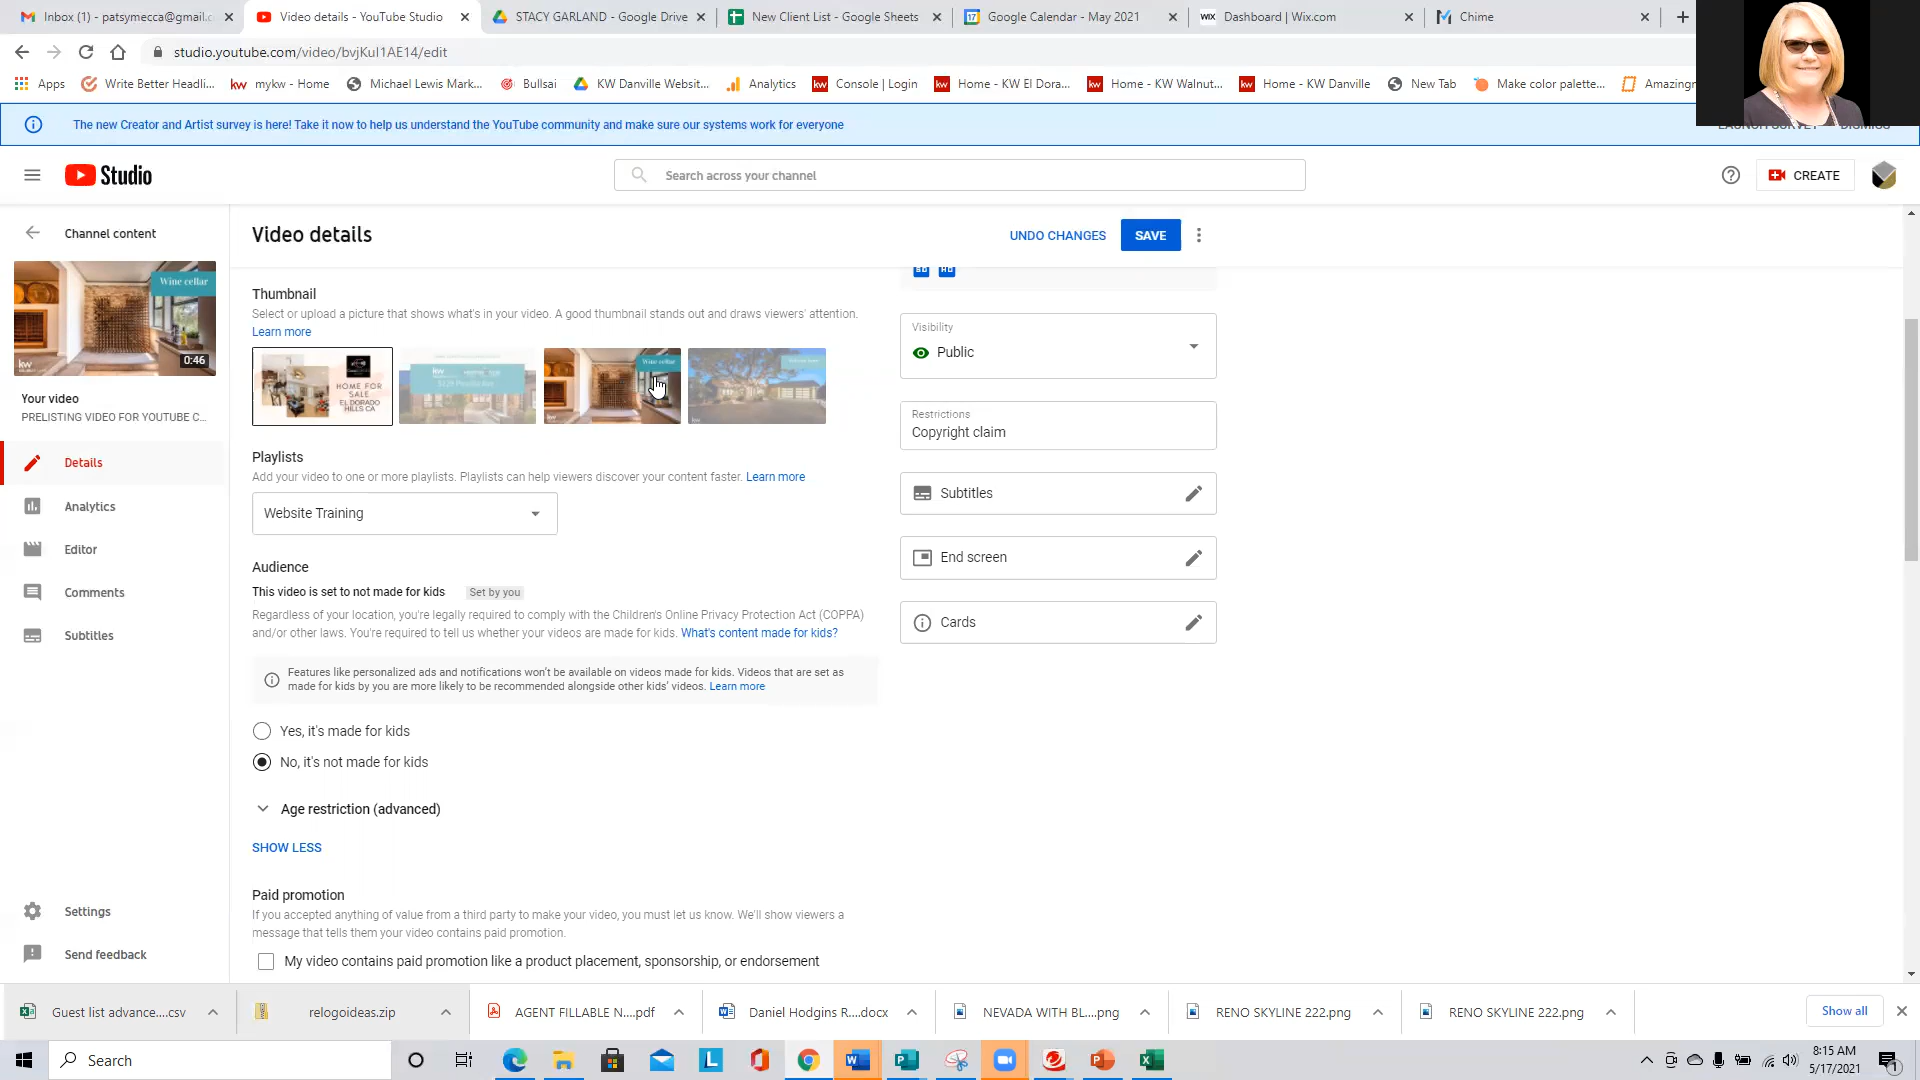 Inbox (1) - patsymecca@gmail.c
Video details - YouTube Studio
STACY GARLAND - Google Drive
New Client List - Google Sheets
Google Calendar - May 2021
Dashboard | Wix.com
Chime
studio.youtube.com/video/bvjKuI1AE14/edit
Apps
Write Better Headli...
mykw - Home
Michael Lewis Mark...
Bullsai
KW Danville Websit...
Analytics
Console | Login
Home - KW El Dora...
Home - KW Walnut...
Home - KW Danville
New Tab
Make color palette...
Amazing
The new Creator and Artist survey is here! Take it now to help us understand the YouTube community and make sure our systems work for everyone
LAUNCH SURVEY
DISMISS
Studio
Search across your channel
CREATE
Channel content
Video details
UNDO CHANGES
SAVE
Wine cellar
kw
0:46
Your video
PRELISTING VIDEO FOR YOUTUBE C...
Details
Analytics
Editor
Comments
Subtitles
Settings
Send feedback
Thumbnail
Select or upload a picture that shows what's in your video. A good thumbnail stands out and draws viewers' attention.
Learn more
HOME FOR
SALE
EL DORADO
HILLS CA
kw
Wine cellar
kw
kw
Playlists
Add your video to one or more playlists. Playlists can help viewers discover your content faster. Learn more
Website Training
Audience
This video is set to not made for kids
Set by you
Regardless of your location, you're legally required to comply with the Children's Online Privacy Protection Act (COPPA)
and/or other laws. You're required to tell us whether your videos are made for kids. What's content made for kids?
Features like personalized ads and notifications won't be available on videos made for kids. Videos that are set as
made for kids by you are more likely to be recommended alongside other kids' videos. Learn more
Yes, it's made for kids
No, it's not made for kids
Age restriction (advanced)
SHOW LESS
Paid promotion
If you accepted anything of value from a third party to make your video, you must let us know. We'll show viewers a
message that tells them your video contains paid promotion.
My video contains paid promotion like a product placement, sponsorship, or endorsement
SD HD
Visibility
Public
Restrictions
Copyright claim
Subtitles
End screen
Cards
Guest list advance....csv
relogoideas.zip
AGENT FILLABLE N....pdf
Daniel Hodgins R....docx
NEVADA WITH BL....png
RENO SKYLINE 222.png
RENO SKYLINE 222.png
Show all
Search
8:15 AM
5/17/2021
1